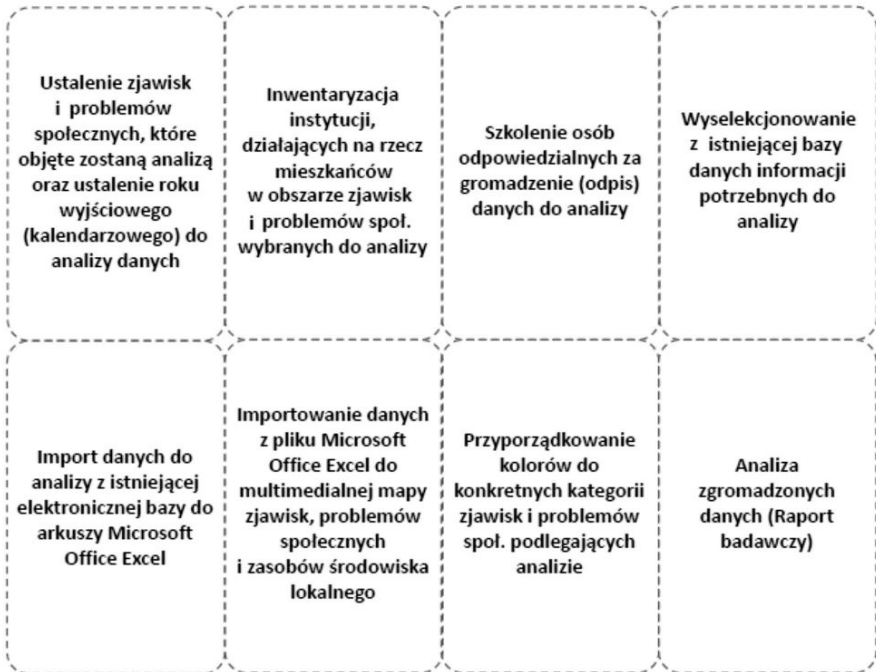 Ustalenie zjawisk
i problemów
społecznych, które
objęte zostaną analizą
oraz ustalenie roku
wyjściowego
(kalendarzowego) do
analizy danych
Inwentaryzacja
instytucji,
działających na rzecz
mieszkańców
w obszarze zjawisk
i problemów społ.
wybranych do analizy
Szkolenie osób
odpowiedzialnych za
gromadzenie (odpis)
danych do analizy
Wyselekcjonowanie
z istniejącej bazy
danych informacji
potrzebnych do
analizy
Import danych do
analizy z istniejącej
elektronicznej bazy do
arkuszy Microsoft
Office Excel
Importowanie danych
z pliku Microsoft
Office Excel do
multimedialnej mapy
zjawisk, problemów
społecznych
i zasobów środowiska
lokalnego
Przyporządkowanie
kolorów do
konkretnych kategorii
zjawisk i problemów
społ. podlegających
analizie
Analiza
zgromadzonych
danych (Raport
badawczy)